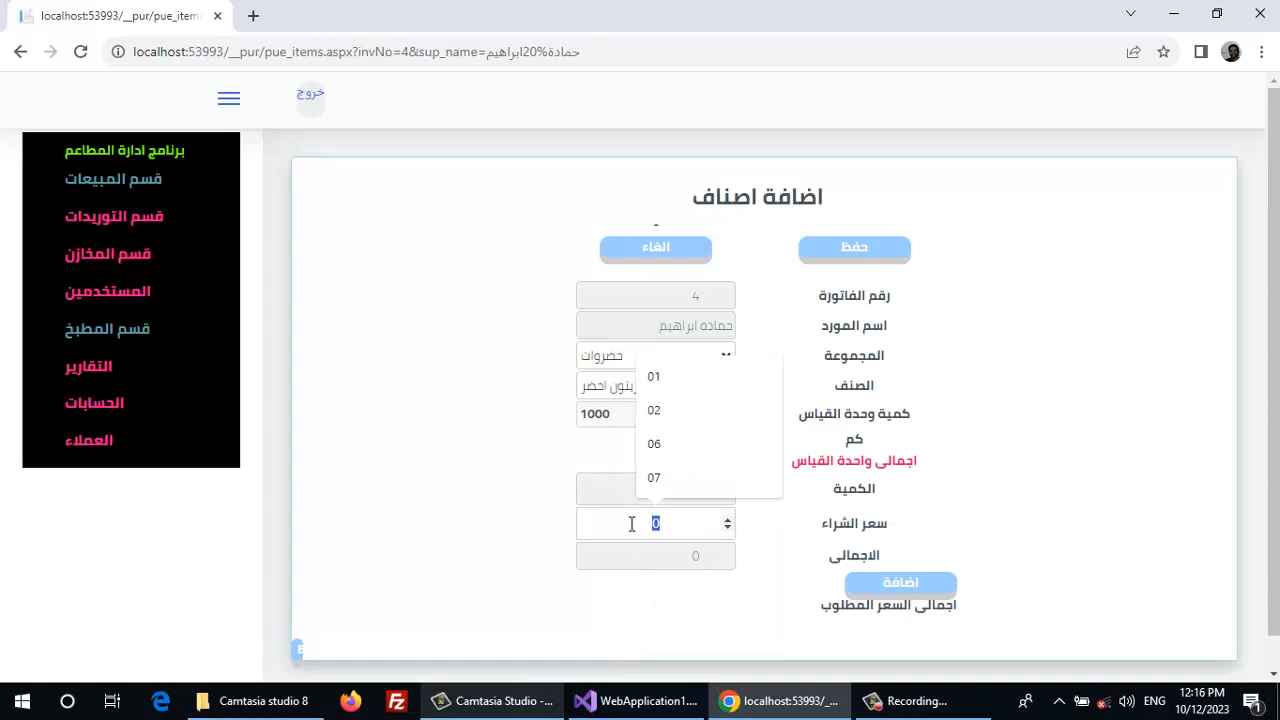 localhost:53993/__pur/pue_item
localhost:53993/__pur/pue_items.aspx?invNo=4&sup_name=حمادة%20ابراهيم
خروج
برنامج ادارة المطاعم
قسم المبيعات
قسم التوريدات
قسم المخازن
المستخدمين
قسم المطبخ
التقارير
الحسابات
العملاء
اضافة اصناف
-
حفظ
الغاء
رقم الفاتورة
4
اسم المورد
حمادة ابراهيم
المجموعة
حضروات
الصنف
زيتون احضر
كمية وحدة القياس
1000
كم
اجمالى واحدة القياس
الكمية
سعر الشراء
0
الاجمالى
0
01
02
06
07
اضافة
اجمالى السعر المطلوب
Camtasia studio 8
Camtasia Studio -...
WebApplication1....
localhost:53993/_...
Recording...
ENG
12:16 PM
10/12/2023
1